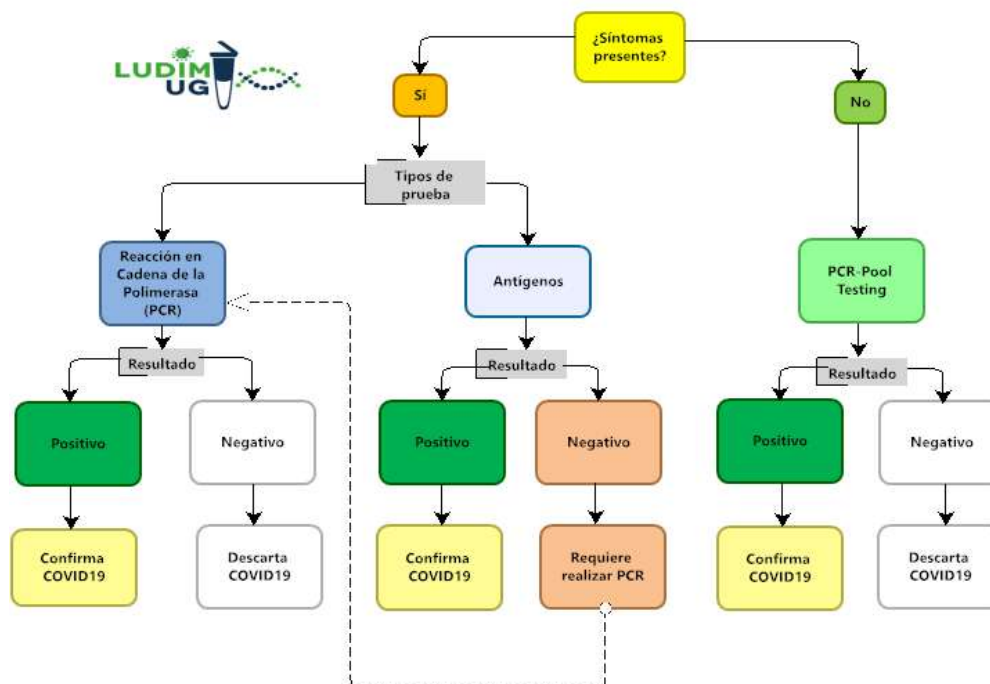 LUDIM
UG
¿Síntomas
presentes?
Sí
No
Tipos de
prueba
Reacción en
Cadena de la
Polimerasa
(PCR)
Antígenos
PCR-Pool
Testing
Resultado
Resultado
Resultado
Positivo
Negativo
Positivo
Negativo
Positivo
Negativo
Confirma
COVID19
Descarta
COVID19
Confirma
COVID19
Requiere
realizar PCR
Confirma
COVID19
Descarta
COVID19